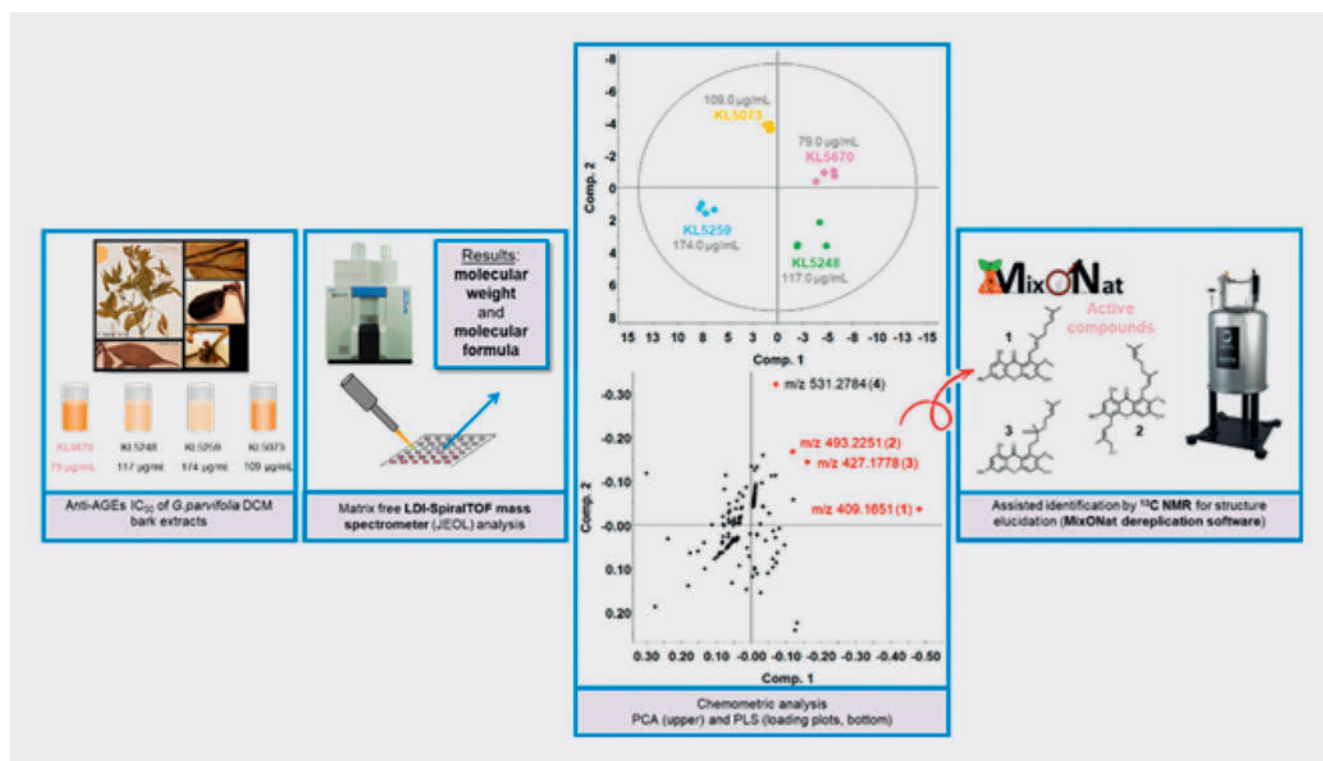 KL5670
KL5248
KL5259
KL5073
79 µg/mL
117 µg/mL
174 µg/mL
109 µg/mL
Anti-AGEs IC50 of G.parvifolia DCM
bark extracts
Results:
molecular
weight
and
molecular
formula
Matrix free LDI-SpiralTOF mass
spectrometer (JEOL) analysis
-8
-6
-4
-2
0
2
4
6
8
Comp. 2
109.0 µg/mL
KL5073
79.0 µg/mL
KL5670
KL5259
174.0 µg/mL
KL5248
117.0 µg/mL
15 13 10 8 6 5 3 1 0 -1 -3 -5 -6 -8 -10 -13 -15
Comp. 1
-0.30
-0.20
-0.10
-0.00
0.10
0.20
Comp. 2
m/z 531.2784 (4)
m/z 493.2251 (2)
m/z 427.1778 (3)
m/z 409.1651 (1)
0.30 0.20 0.10 -0.00 -0.10 -0.20 -0.30 -0.40 -0.50
Comp. 1
Chemometric analysis
PCA (upper) and PLS (loading plots, bottom)
MixONat
Active
compounds
1
2
3
Assisted identification by 13C NMR for structure
elucidation (MixONat dereplication software)